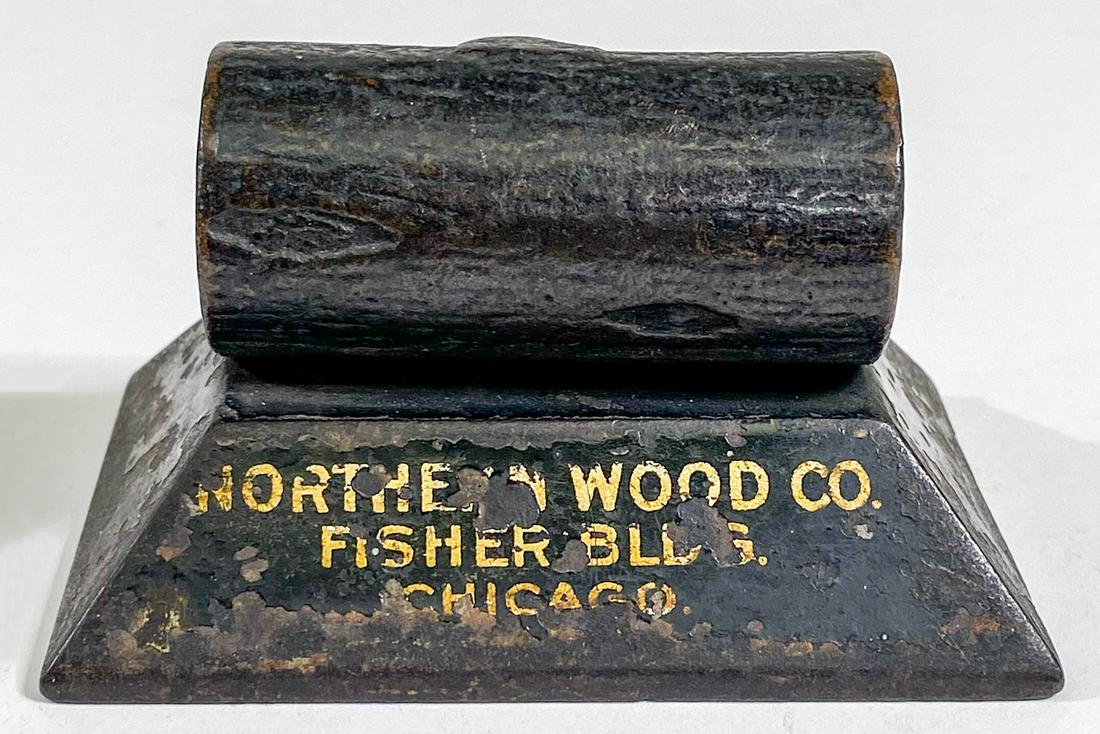 NORTHERN WOOD CO.
FISHER BLDG.
CHICAGO.